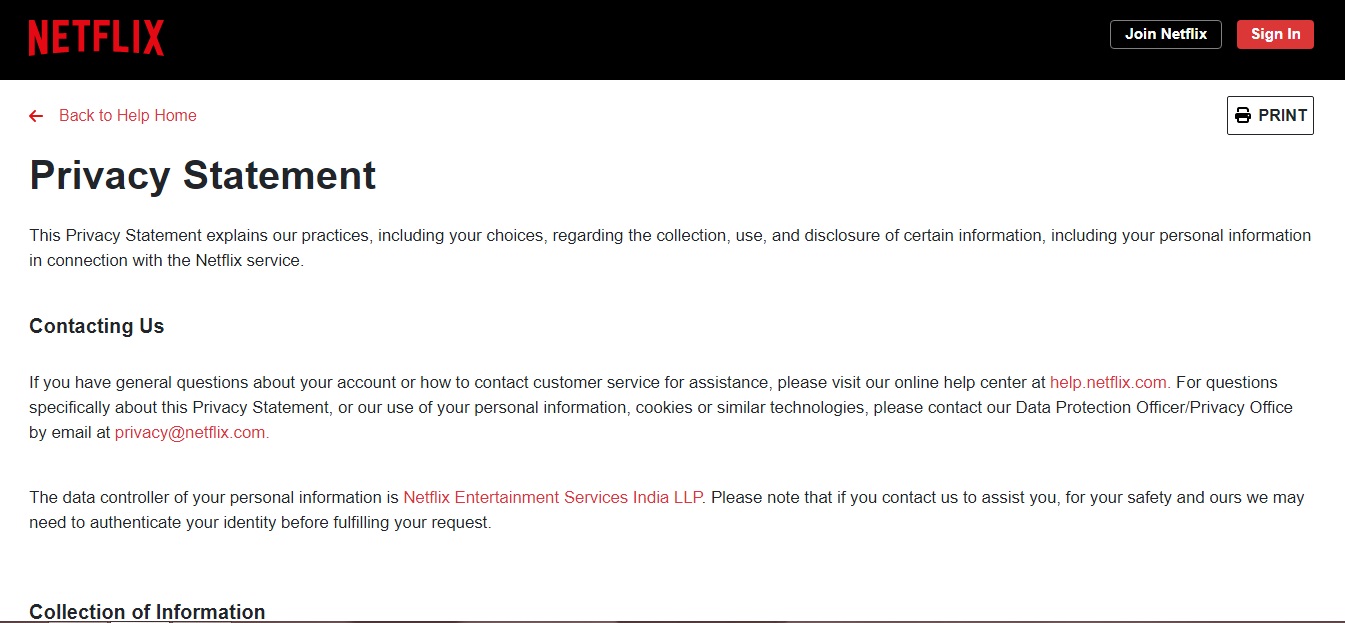 NETFLIX
Join Netflix
Sign In
Back to Help Home
PRINT
Privacy Statement
This Privacy Statement explains our practices, including your choices, regarding the collection, use, and disclosure of certain information, including your personal information
in connection with the Netflix service.
Contacting Us
If you have general questions about your account or how to contact customer service for assistance, please visit our online help center at help.netflix.com. For questions
specifically about this Privacy Statement, or our use of your personal information, cookies or similar technologies, please contact our Data Protection Officer/Privacy Office
by email at privacy@netflix.com.
The data controller of your personal information is Netflix Entertainment Services India LLP. Please note that if you contact us to assist you, for your safety and ours we may
need to authenticate your identity before fulfilling your request.
Collection of Information